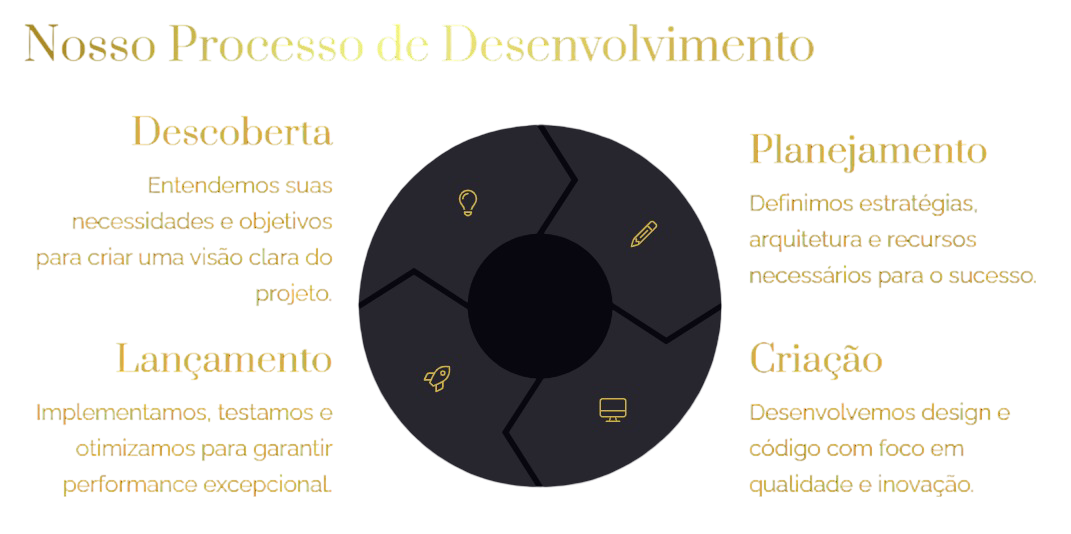 Nosso Processo de Desenvolvimento
Descoberta
Entendemos suas
necessidades e objetivos
para criar uma visão clara do
projeto.
Planejamento
Definimos estratégias,
arquitetura e recursos
necessários para o sucesso.
Lançamento
Implementamos, testamos e
otimizamos para garantir
performance excepcional.
Criação
Desenvolvemos design e
código com foco em
qualidade e inovação.